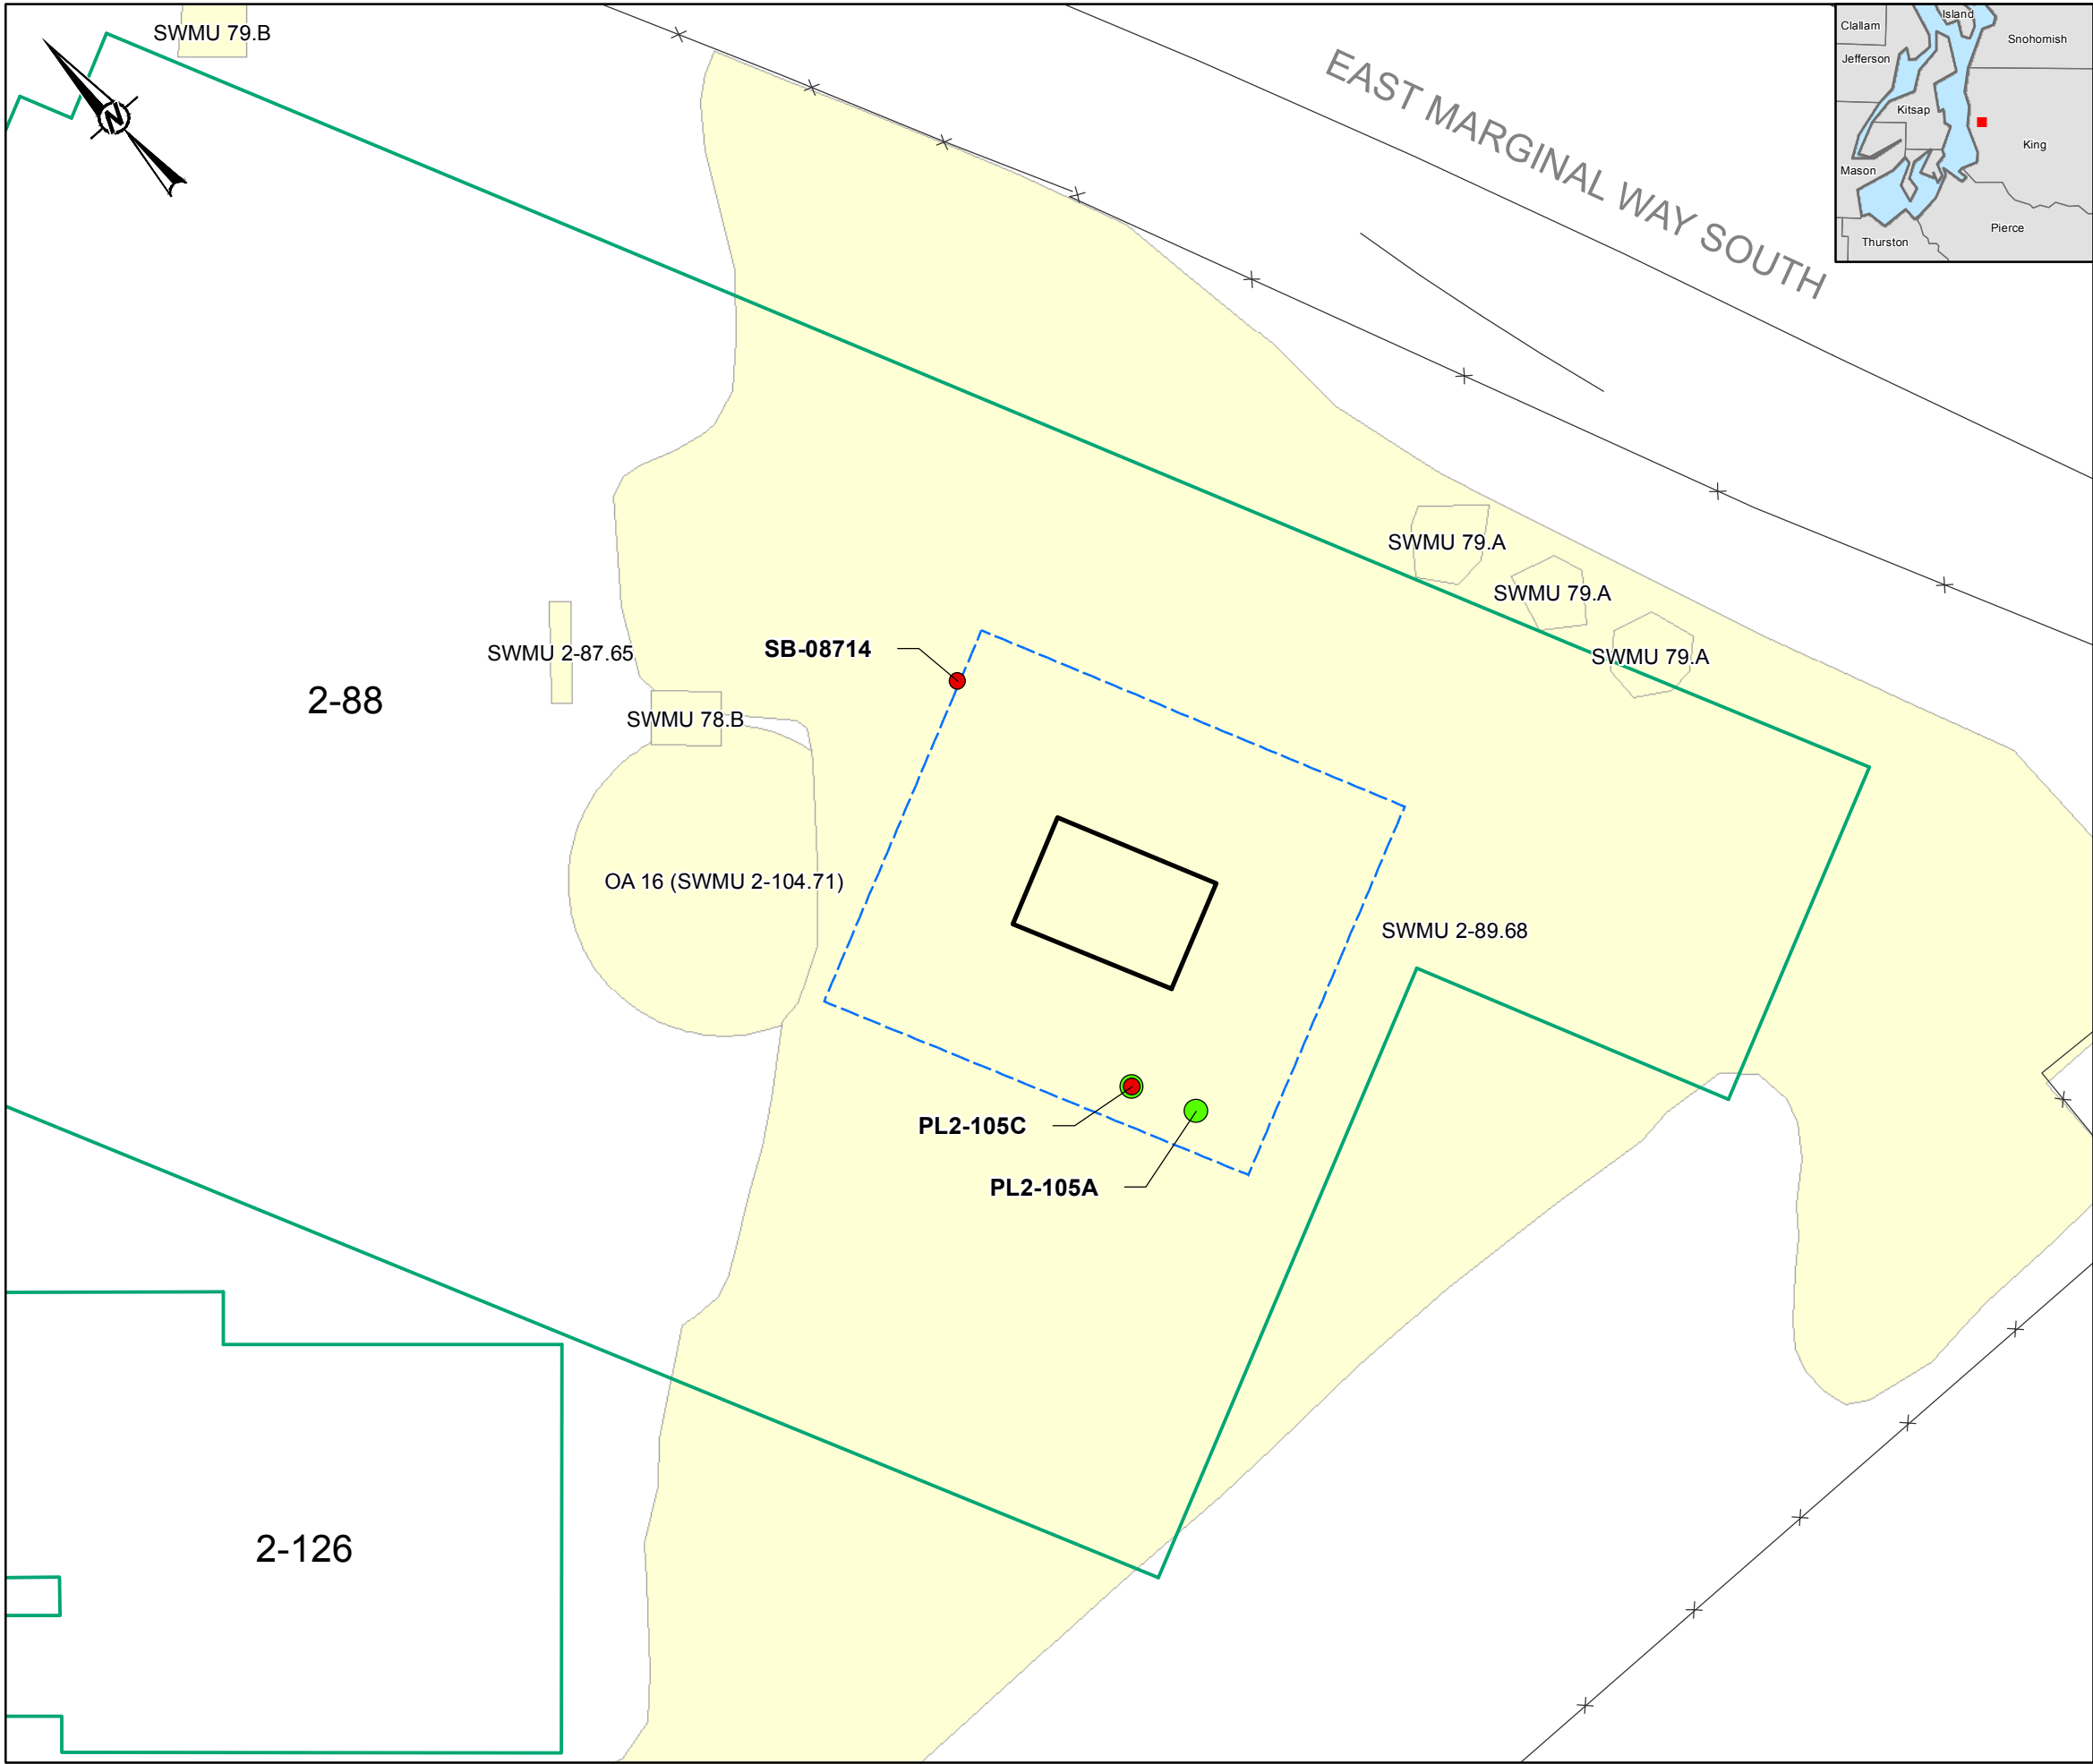 SWMU 79.B
N
EAST MARGINAL WAY SOUTH
Clallam
Island
Snohomish
Jefferson
Kitsap
King
Mason
Pierce
Thurston
SWMU 79.A
SWMU 79.A
SWMU 79.A
SB-08714
SWMU 2-87.65
2-88
SWMU 78.B
OA 16 (SWMU 2-104.71)
SWMU 2-89.68
PL2-105C
PL2-105A
2-126